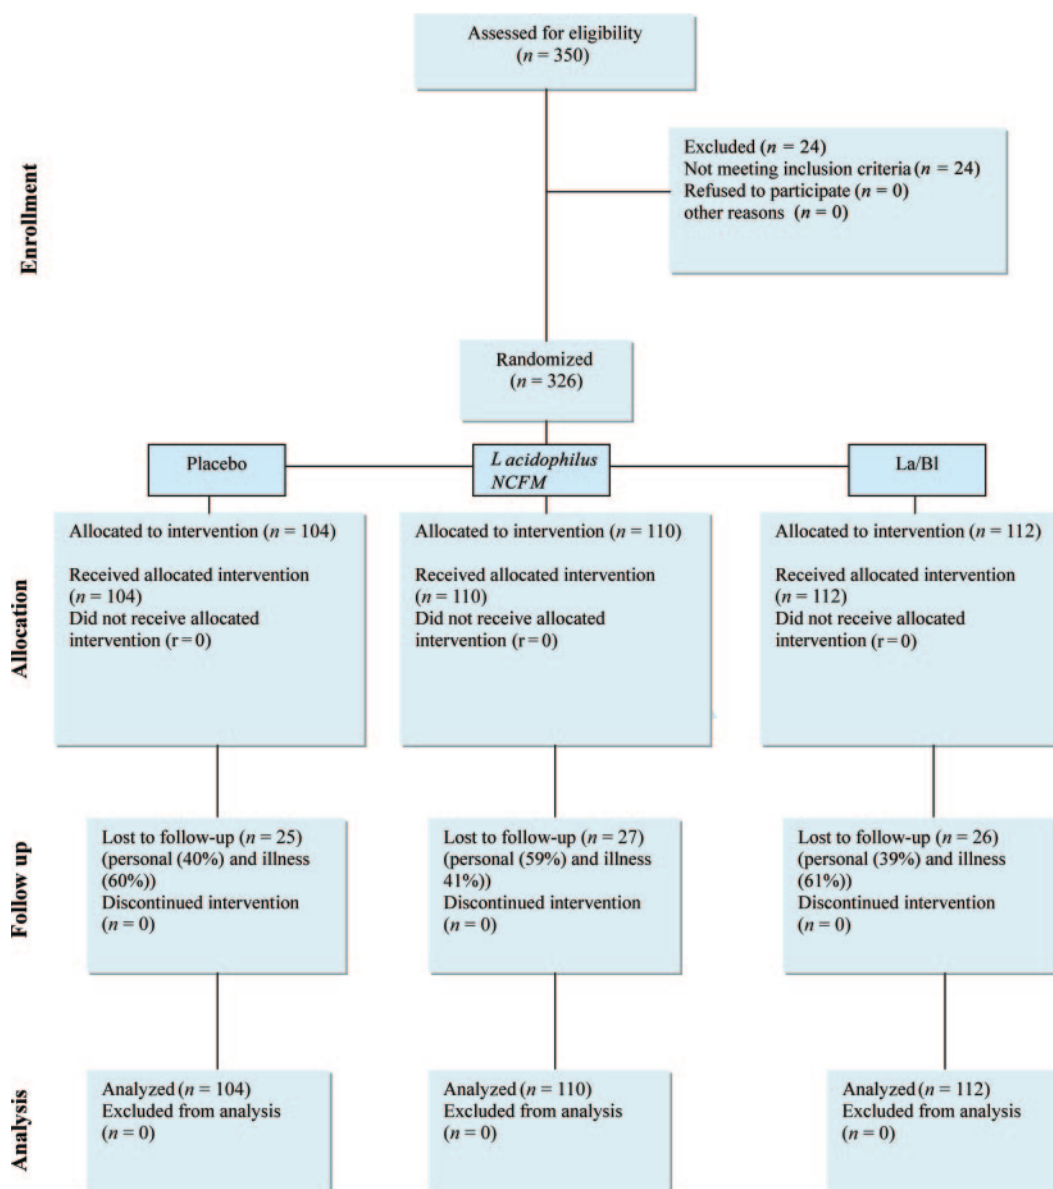 Assessed for eligibility
(n = 350)
Enrollment
Excluded (n = 24)
Not meeting inclusion criteria (n = 24)
Refused to participate (n = 0)
other reasons (n = 0)
Randomized
(n = 326)
Placebo
L acidophilus
NCFM
La/Bl
Allocation
Allocated to intervention (n = 104)
Received allocated intervention
(n = 104)
Did not receive allocated
intervention (r = 0)
Allocated to intervention (n = 110)
Received allocated intervention
(n = 110)
Did not receive allocated
intervention (r = 0)
Allocated to intervention (n = 112)
Received allocated intervention
(n = 112)
Did not receive allocated
intervention (r = 0)
Follow up
Lost to follow-up (n = 25)
(personal (40%) and illness
(60%))
Discontinued intervention
(n = 0)
Lost to follow-up (n = 27)
(personal (59%) and illness
41%))
Discontinued intervention
(n = 0)
Lost to follow-up (n = 26)
(personal (39%) and illness
(61%))
Discontinued intervention
(n = 0)
Analysis
Analyzed (n = 104)
Excluded from analysis
(n = 0)
Analyzed (n = 110)
Excluded from analysis
(n = 0)
Analyzed (n = 112)
Excluded from analysis
(n = 0)